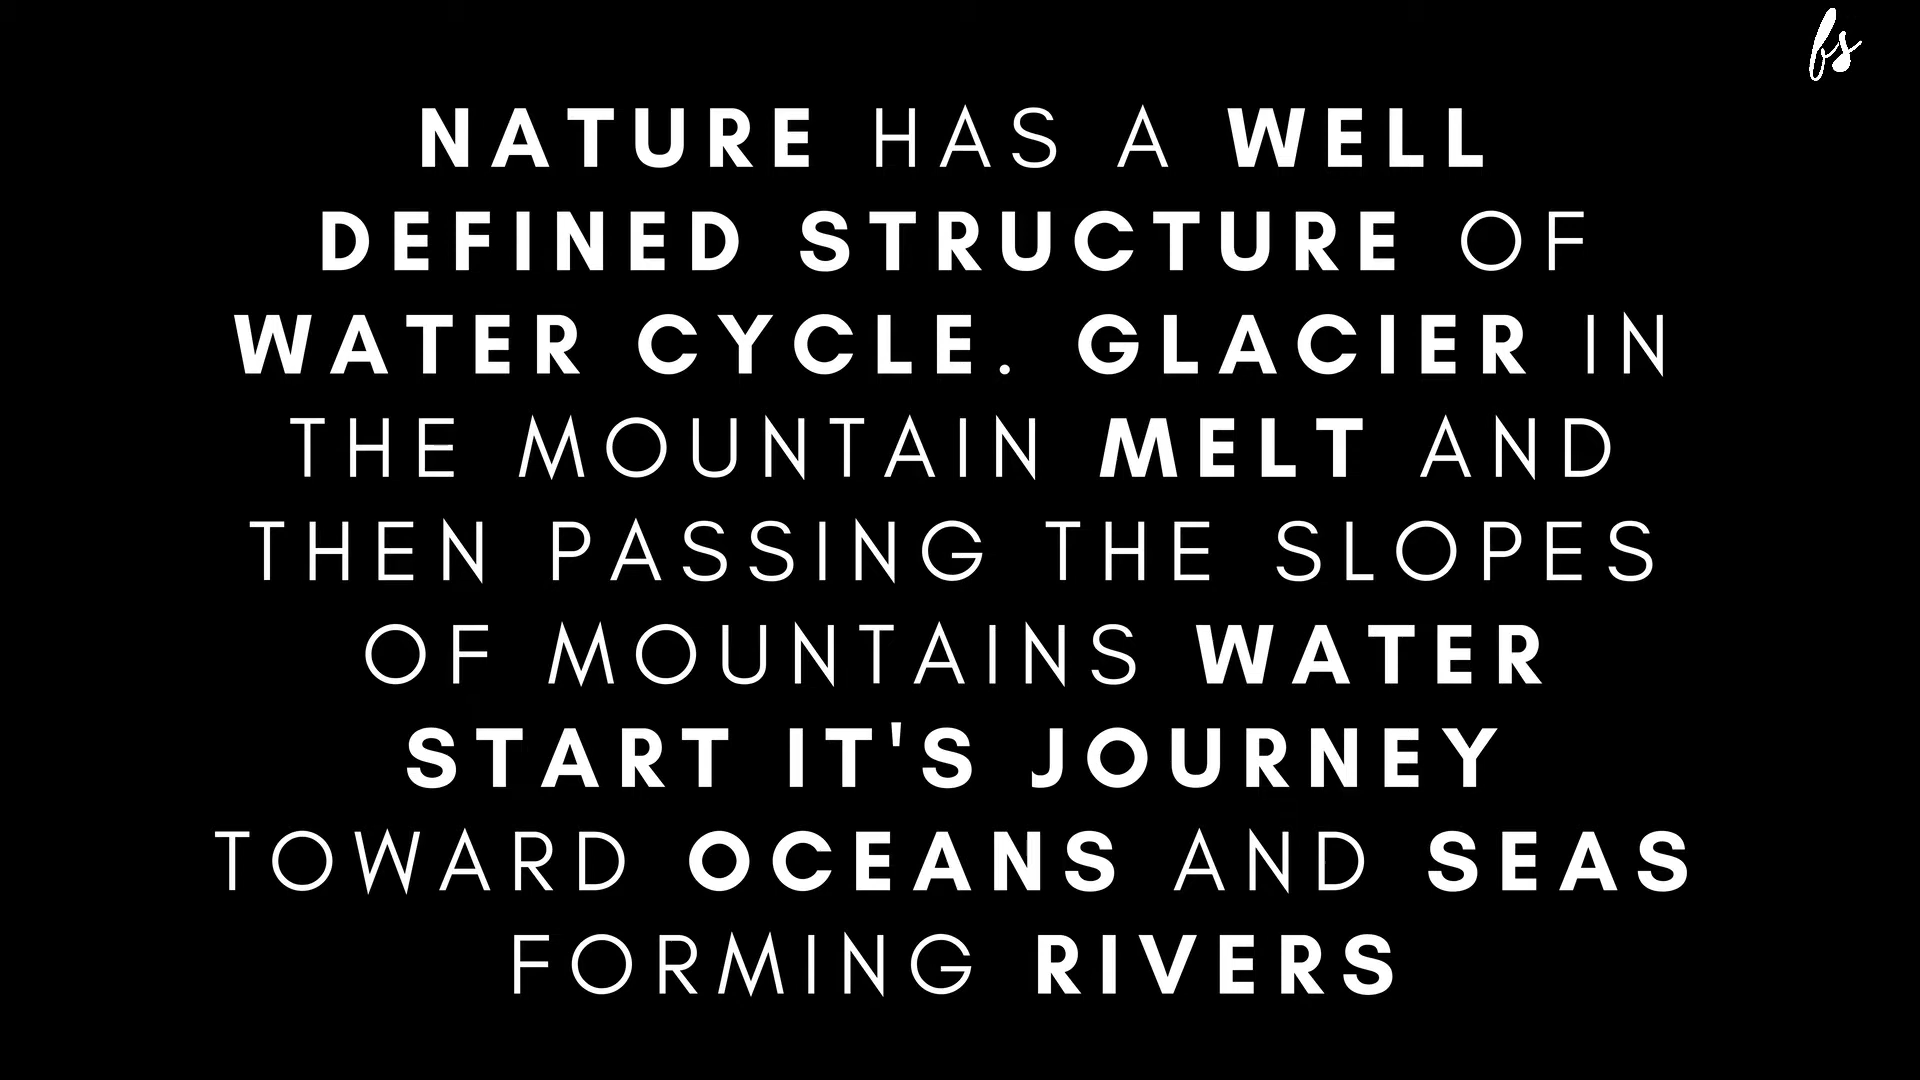 fs
NATURE HAS A WELL
DEFINED STRUCTURE OF
WATER CYCLE. GLACIER IN
THE MOUNTAIN MELT AND
THEN PASSING THE SLOPES
OF MOUNTAINS WATER
START IT'S JOURNEY
TOWARD OCEANS AND SEAS
FORMING RIVERS